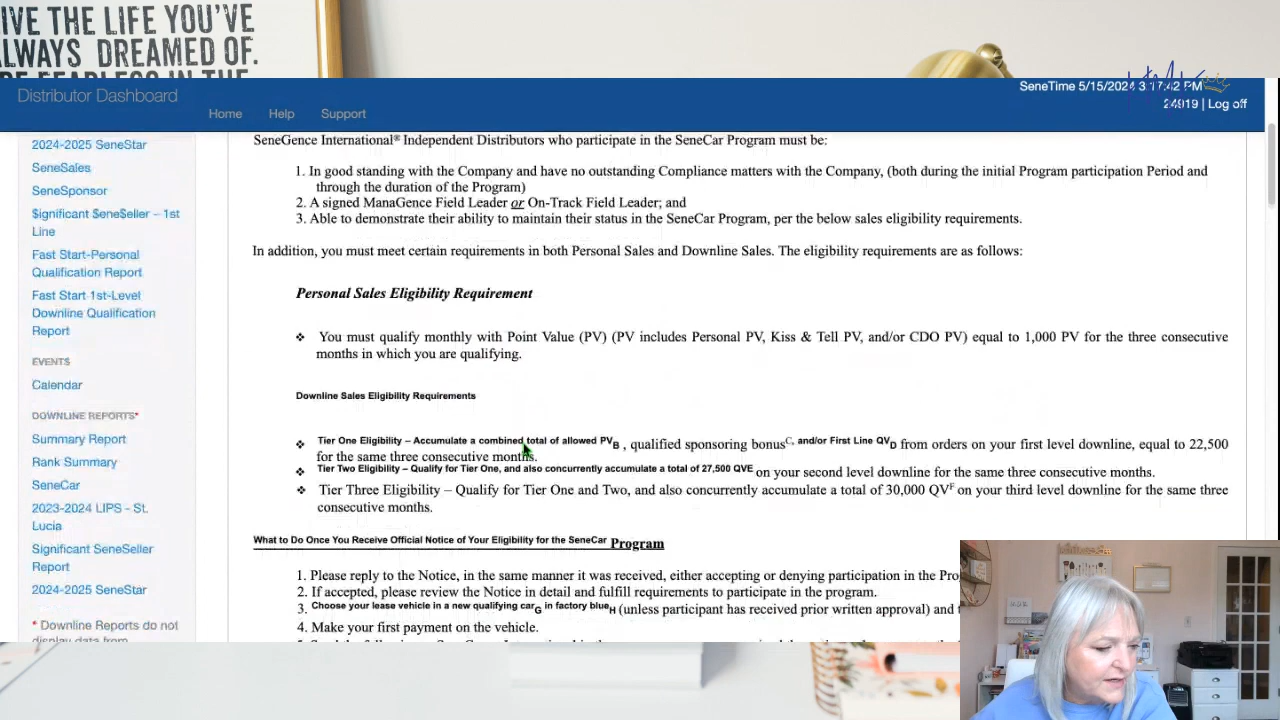 IVE THE LIFE YOU'VE
ALWAYS DREAMED OF.
BE FEARLESS IN THE
Distributor Dashboard
Home Help Support
SeneTime 5/15/2024 3:17:42 PM
24919 | Log off
2024-2025 SeneStar
SeneSales
SeneSponsor
$ignificant $ene$eller – 1st
Line
Fast Start-Personal
Qualification Report
Fast Start 1st-Level
Downline Qualification
Report
EVENTS
Calendar
DOWNLINE REPORTS*
Summary Report
Rank Summary
SeneCar
2023-2024 LIPS - St.
Lucia
Significant SeneSeller
Report
2024-2025 SeneStar
* Downline Reports do not
display data from
SeneGence International® Independent Distributors who participate in the SeneCar Program must be:
1. In good standing with the Company and have no outstanding Compliance matters with the Company, (both during the initial Program participation Period and
through the duration of the Program)
2. A signed ManaGence Field Leader or On-Track Field Leader; and
3. Able to demonstrate their ability to maintain their status in the SeneCar Program, per the below sales eligibility requirements.
In addition, you must meet certain requirements in both Personal Sales and Downline Sales. The eligibility requirements are as follows:
Personal Sales Eligibility Requirement
❖ You must qualify monthly with Point Value (PV) (PV includes Personal PV, Kiss & Tell PV, and/or CDO PV) equal to 1,000 PV for the three consecutive
months in which you are qualifying.
Downline Sales Eligibility Requirements
❖ Tier One Eligibility – Accumulate a combined total of allowed PVB , qualified sponsoring bonusC, and/or First Line QVD from orders on your first level downline, equal to 22,500
for the same three consecutive months.
❖ Tier Two Eligibility – Qualify for Tier One, and also concurrently accumulate a total of 27,500 QVE on your second level downline for the same three consecutive months.
❖ Tier Three Eligibility – Qualify for Tier One and Two, and also concurrently accumulate a total of 30,000 QVF on your third level downline for the same three
consecutive months.
What to Do Once You Receive Official Notice of Your Eligibility for the SeneCar Program
1. Please reply to the Notice, in the same manner it was received, either accepting or denying participation in the Pro
2. If accepted, please review the Notice in detail and fulfill requirements to participate in the program.
3. Choose your lease vehicle in a new qualifying carG in factory blueH (unless participant has received prior written approval) and t
4. Make your first payment on the vehicle.